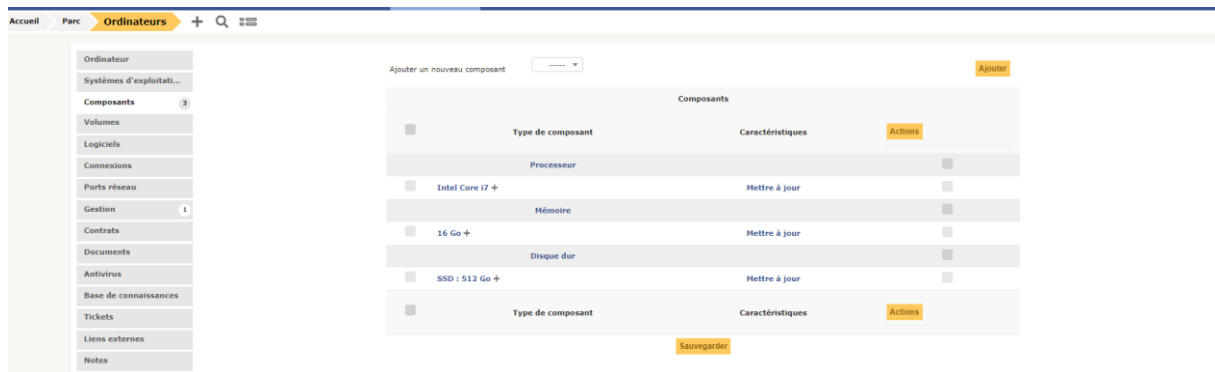 Accueil Parc Ordinateurs
Ordinateur
Systèmes d'exploitati...
Composants 3
Volumes
Logiciels
Connexions
Ports réseau
Gestion 1
Contrats
Documents
Antivirus
Base de connaissances
Tickets
Liens externes
Notes
Ajouter un nouveau composant ----- Ajouter
Composants
Type de composant Caractéristiques Actions
Processeur
Intel Core i7 + Mettre à jour
Mémoire
16 Go + Mettre à jour
Disque dur
SSD : 512 Go + Mettre à jour
Type de composant Caractéristiques Actions
Sauvegarder